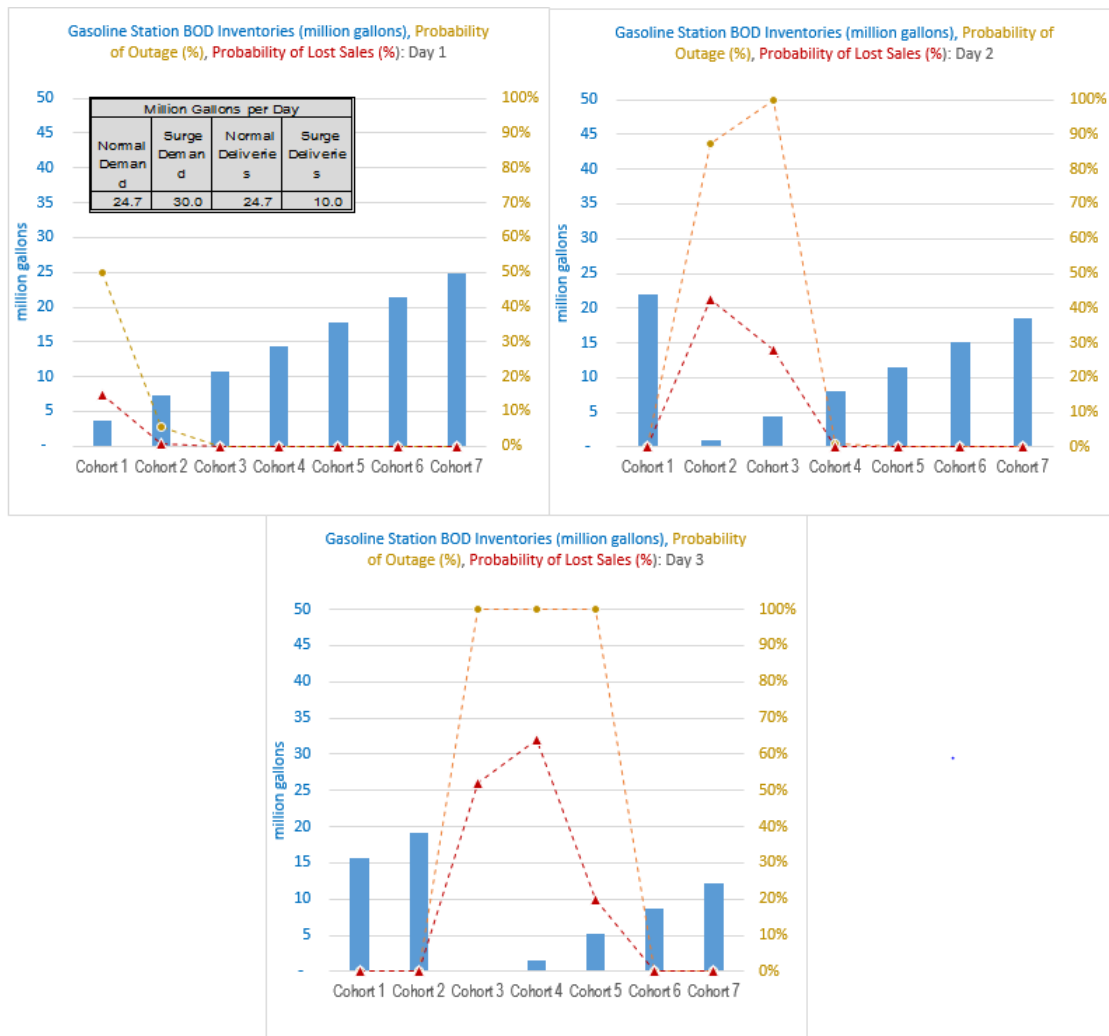 Gasoline Station BOD Inventories (million gallons), Probability
of Outage (%), Probability of Lost Sales (%): Day 1
50
45
40
35
30
25
20
15
10
5
-
million gallons
Million Gallons per Day
Normal
Deman
d
Surge
Deman
d
Normal
Deliverie
s
Surge
Deliverie
s
24.7 30.0 24.7 10.0
100%
90%
80%
70%
60%
50%
40%
30%
20%
10%
0%
Cohort 1 Cohort 2 Cohort 3 Cohort 4 Cohort 5 Cohort 6 Cohort 7
Gasoline Station BOD Inventories (million gallons), Probability of
Outage (%), Probability of Lost Sales (%): Day 2
50
45
40
35
30
25
20
15
10
5
-
million gallons
100%
90%
80%
70%
60%
50%
40%
30%
20%
10%
0%
Cohort 1 Cohort 2 Cohort 3 Cohort 4 Cohort 5 Cohort 6 Cohort 7
Gasoline Station BOD Inventories (million gallons), Probability
of Outage (%), Probability of Lost Sales (%): Day 3
50
45
40
35
30
25
20
15
10
5
-
million gallons
100%
90%
80%
70%
60%
50%
40%
30%
20%
10%
0%
Cohort 1 Cohort 2 Cohort 3 Cohort 4 Cohort 5 Cohort 6 Cohort 7